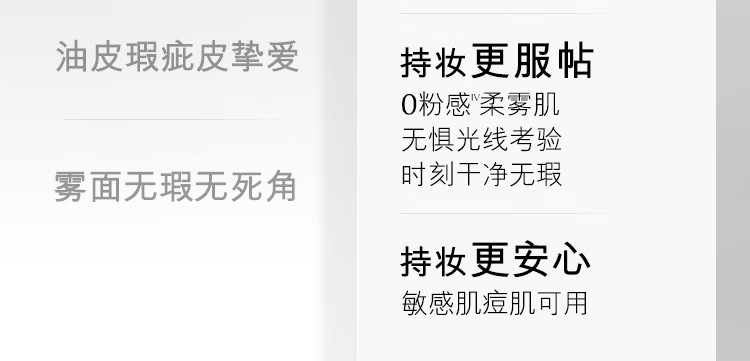 油皮瑕疵皮挚爱
雾面无瑕无死角
持妆更服帖
0粉感IV柔雾肌
无惧光线考验
时刻干净无瑕
持妆更安心
敏感肌痘肌可用